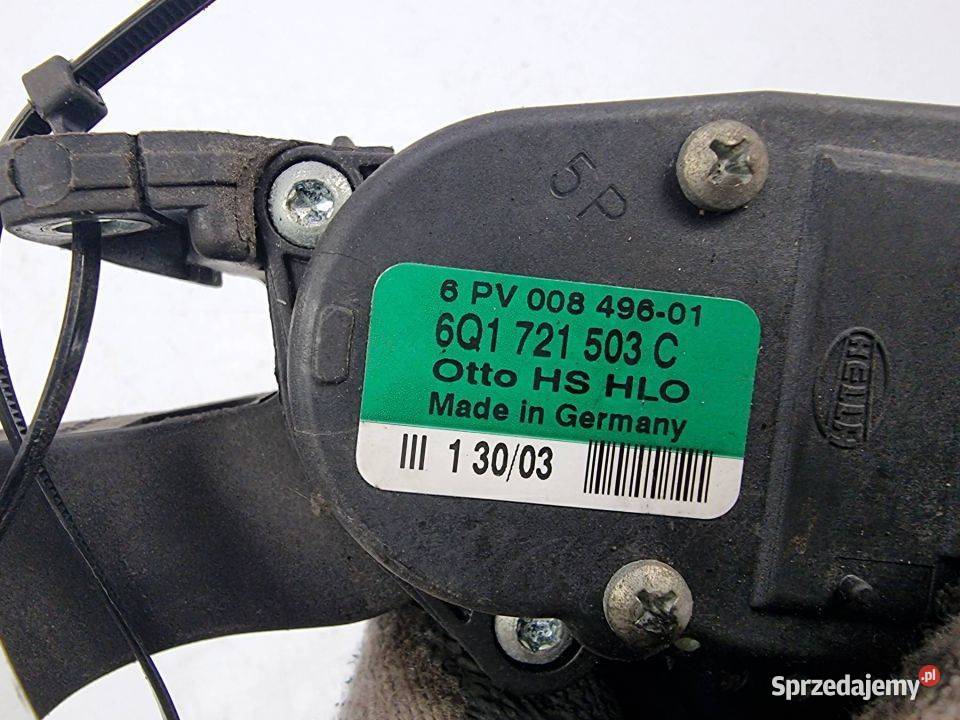 5P
6 PV 008 496-01
6Q1 721 503 C
Otto HS HLO
Made in Germany
III 1 30/03
HELLA
Sprzedajemy.pl